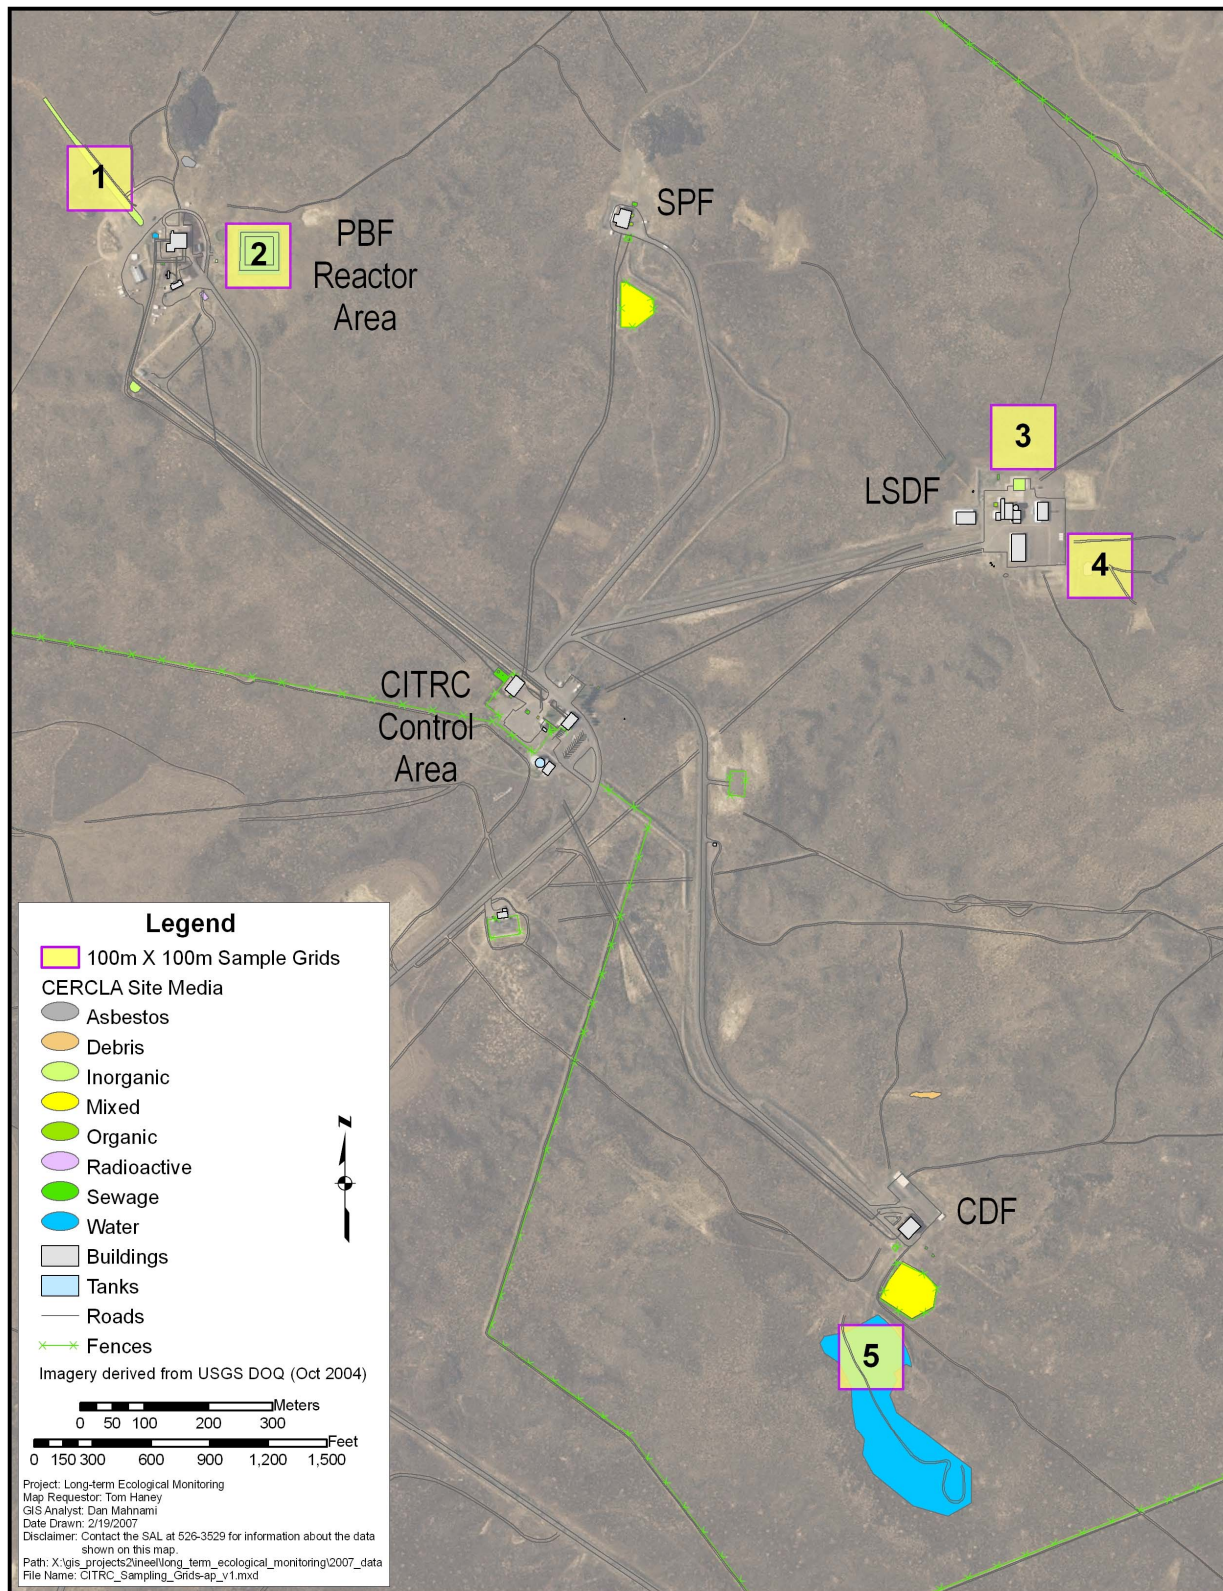 1
2
PBF
Reactor
Area
SPF
3
LSDF
4
CITRC
Control
Area
CDF
5
Legend
100m X 100m Sample Grids
CERCLA Site Media
Asbestos
Debris
Inorganic
Mixed
Organic
Radioactive
Sewage
Water
Buildings
Tanks
Roads
Fences
N
Imagery derived from USGS DOQ (Oct 2004)
Meters
0 50 100 200 300
Feet
0 150 300 600 900 1,200 1,500
Project: Long-term Ecological Monitoring
Map Requestor: Tom Haney
GIS Analyst: Dan Mahnami
Date Drawn: 2/19/2007
Disclaimer: Contact the SAL at 526-3529 for information about the data
shown on this map.
Path: X:\gis_projects2\ineel\long_term_ecological_monitoring\2007_data
File Name: CITRC_Sampling_Grids-ap_v1.mxd